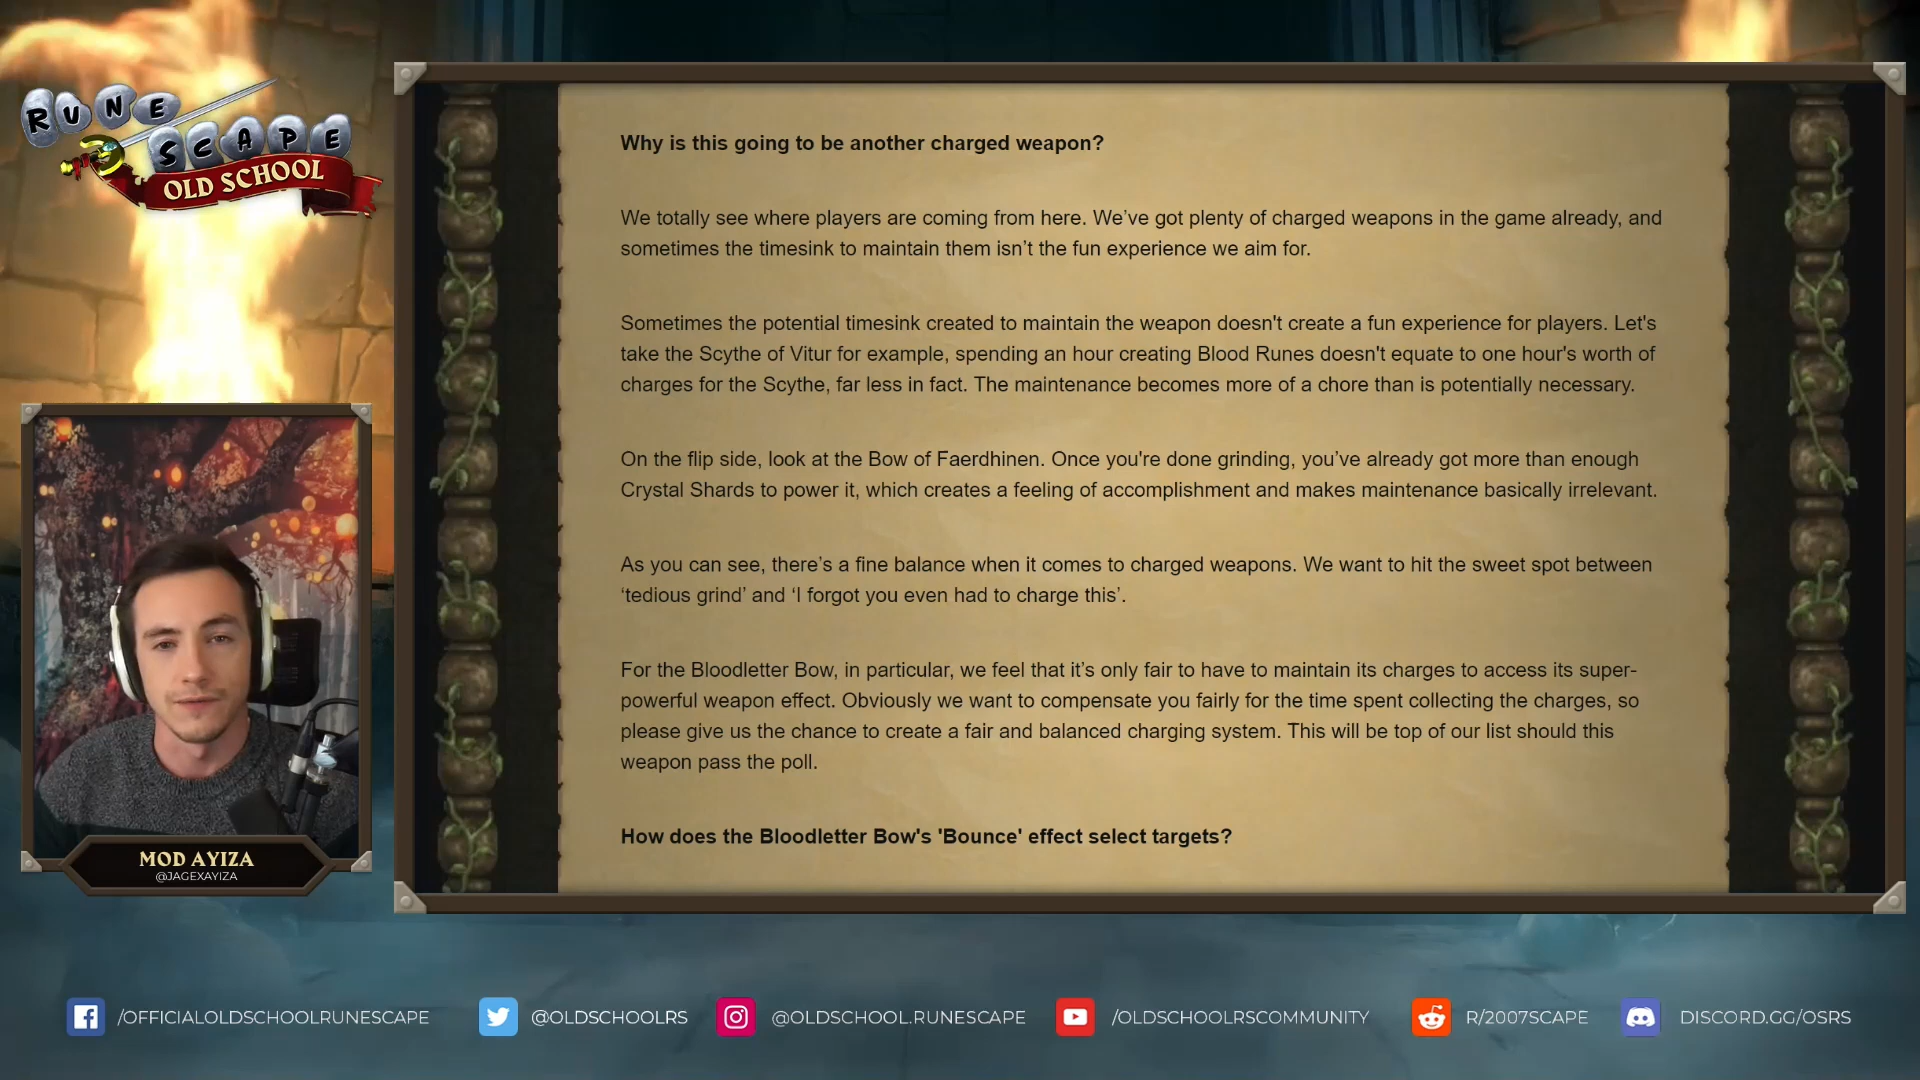 RUNE
SCAPE
OLD SCHOOL
Why is this going to be another charged weapon?
We totally see where players are coming from here. We’ve got plenty of charged weapons in the game already, and
sometimes the timesink to maintain them isn’t the fun experience we aim for.
Sometimes the potential timesink created to maintain the weapon doesn't create a fun experience for players. Let's
take the Scythe of Vitur for example, spending an hour creating Blood Runes doesn't equate to one hour's worth of
charges for the Scythe, far less in fact. The maintenance becomes more of a chore than is potentially necessary.
On the flip side, look at the Bow of Faerdhinen. Once you're done grinding, you’ve already got more than enough
Crystal Shards to power it, which creates a feeling of accomplishment and makes maintenance basically irrelevant.
As you can see, there’s a fine balance when it comes to charged weapons. We want to hit the sweet spot between
‘tedious grind’ and ‘I forgot you even had to charge this’.
For the Bloodletter Bow, in particular, we feel that it’s only fair to have to maintain its charges to access its super-
powerful weapon effect. Obviously we want to compensate you fairly for the time spent collecting the charges, so
please give us the chance to create a fair and balanced charging system. This will be top of our list should this
weapon pass the poll.
How does the Bloodletter Bow's 'Bounce' effect select targets?
MOD AYIZA
@JAGEXAYIZA
/OFFICIALOLDSCHOOLRUNESCAPE
@OLDSCHOOLRS
@OLDSCHOOL.RUNESCAPE
/OLDSCHOOLRSCOMMUNITY
R/2007SCAPE
DISCORD.GG/OSRS